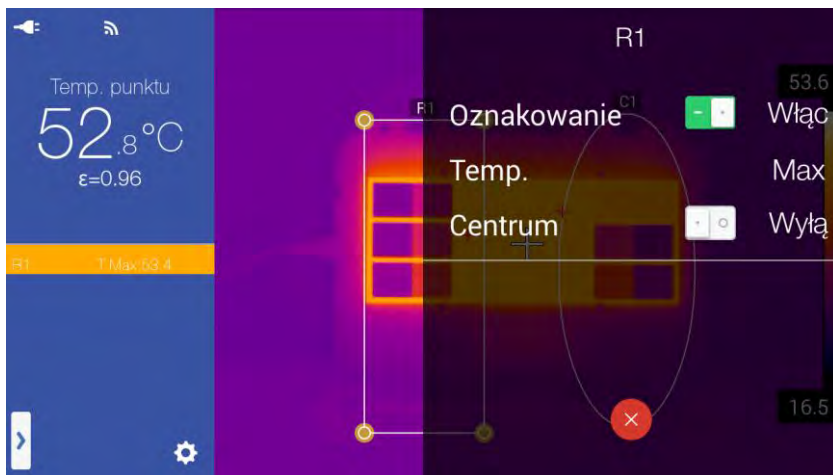 Temp. punktu
52.8°C
ε=0.96
R1 T Max:53.4
R1
R1
C1
53.6
Oznakowanie Włąc
Temp. Max
Centrum Wyłą
16.5